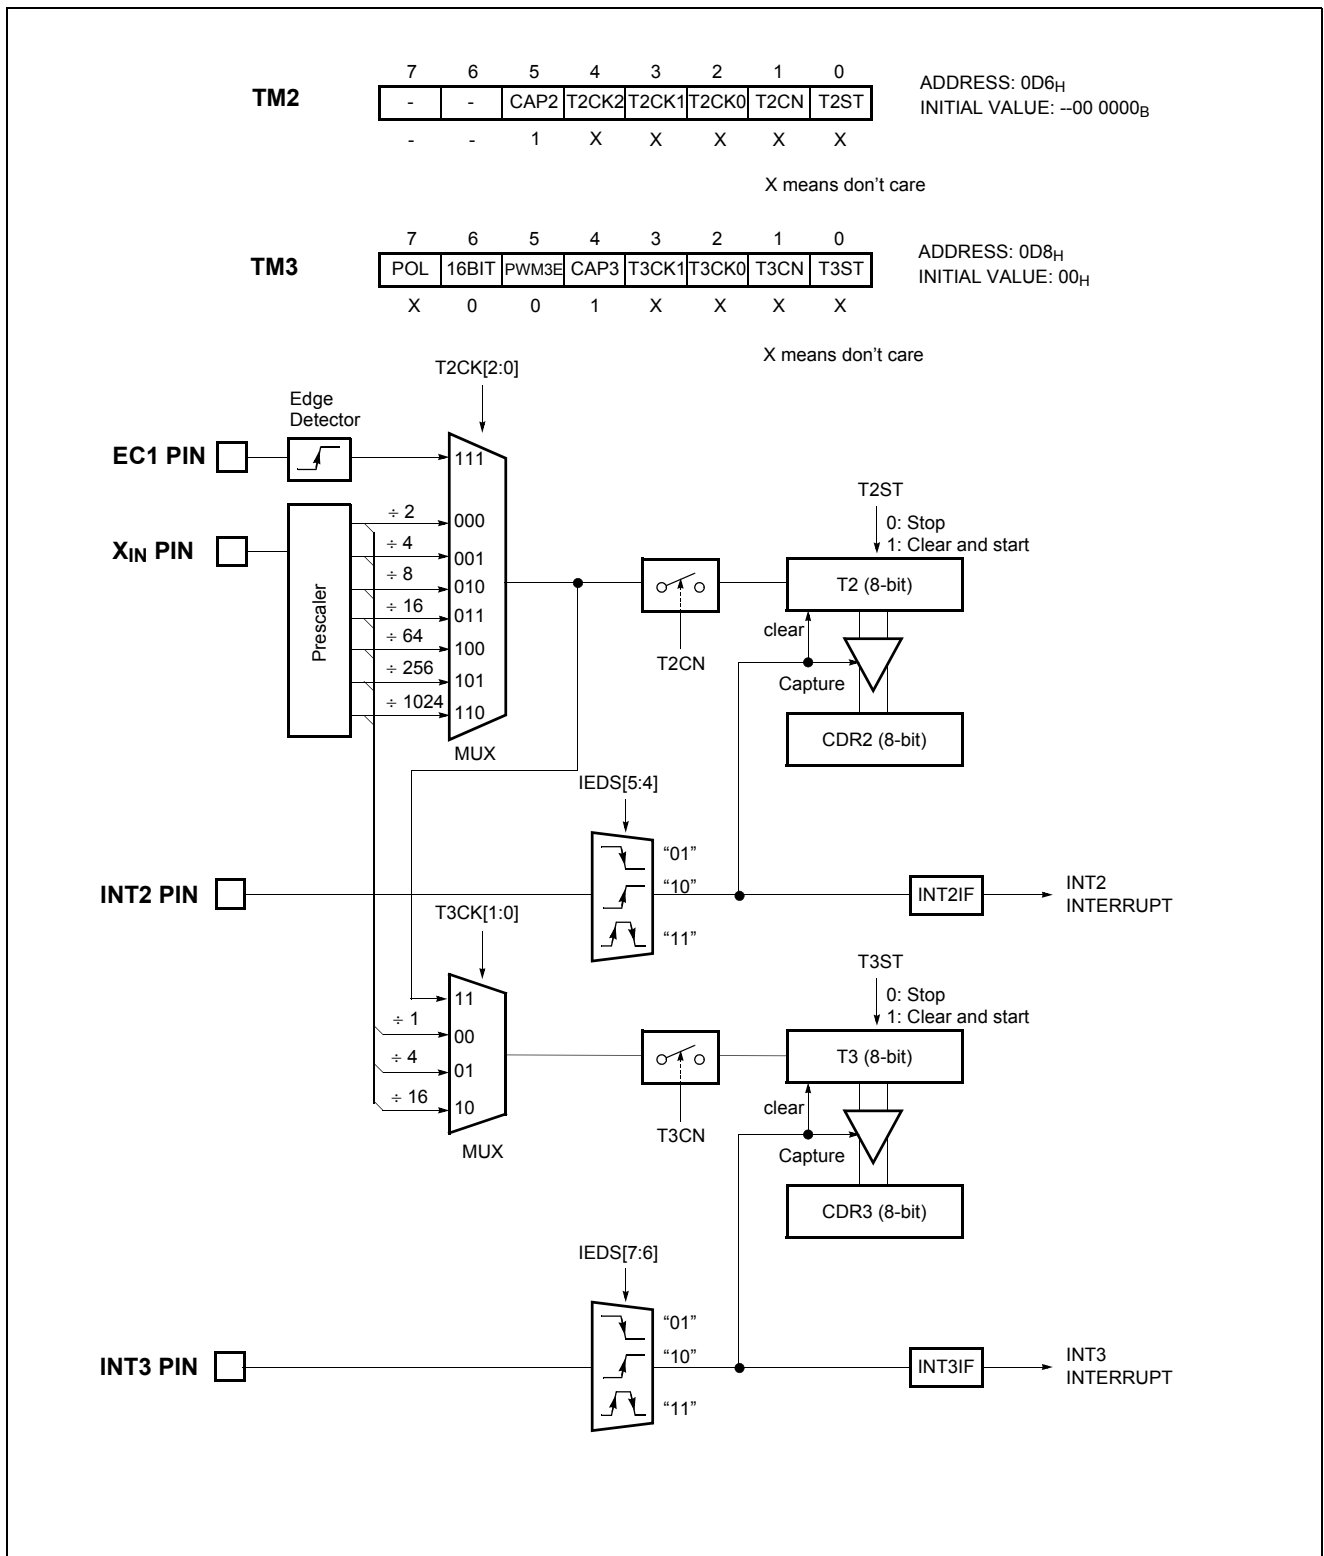 7 6 5 4 3 2 1 0
TM2
- - CAP2 T2CK2 T2CK1 T2CK0 T2CN T2ST
- - 1 X X X X X
ADDRESS: 0D6H
INITIAL VALUE: --00 0000B
X means don't care
7 6 5 4 3 2 1 0
TM3
POL 16BIT PWM3E CAP3 T3CK1 T3CK0 T3CN T3ST
X 0 0 1 X X X X
ADDRESS: 0D8H
INITIAL VALUE: 00H
X means don't care
T2CK[2:0]
Edge
Detector
EC1 PIN
111
XIN PIN
Prescaler
÷ 2
000
÷ 4
001
÷ 8
010
÷ 16
011
÷ 64
100
÷ 256
101
÷ 1024
110
MUX
T2CN
T2ST
0: Stop
1: Clear and start
T2 (8-bit)
clear
Capture
CDR2 (8-bit)
IEDS[5:4]
INT2 PIN
“01”
“10”
“11”
INT2IF
INT2
INTERRUPT
T3CK[1:0]
11
÷ 1
00
÷ 4
01
÷ 16
10
MUX
T3CN
T3ST
0: Stop
1: Clear and start
T3 (8-bit)
clear
Capture
CDR3 (8-bit)
IEDS[7:6]
INT3 PIN
“01”
“10”
“11”
INT3IF
INT3
INTERRUPT